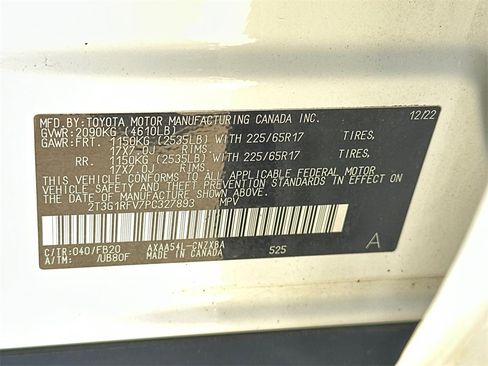 MFD. BY: TOYOTA MOTOR MANUFACTURING CANADA INC. 12/22
GVWR: 2090KG (4610LB)
GAWR: FRT. 1150KG (2535LB) WITH 225/65R17 TIRES,
17X7.0J RIMS.
RR. 1150KG (2535LB) WITH 225/65R17 TIRES,
17X7.0J RIMS.
THIS VEHICLE CONFORMS TO ALL APPLICABLE FEDERAL MOTOR
VEHICLE SAFETY AND THEFT PREVENTION STANDARDS IN EFFECT
ON THE DATE OF MANUFACTURE SHOWN ABOVE.
2T3G1RFV7PC327893 MPV
C/TR: 040/FB20 AXAA54L-CNZXBA 525 A
A/TM: /UB80F MADE IN CANADA